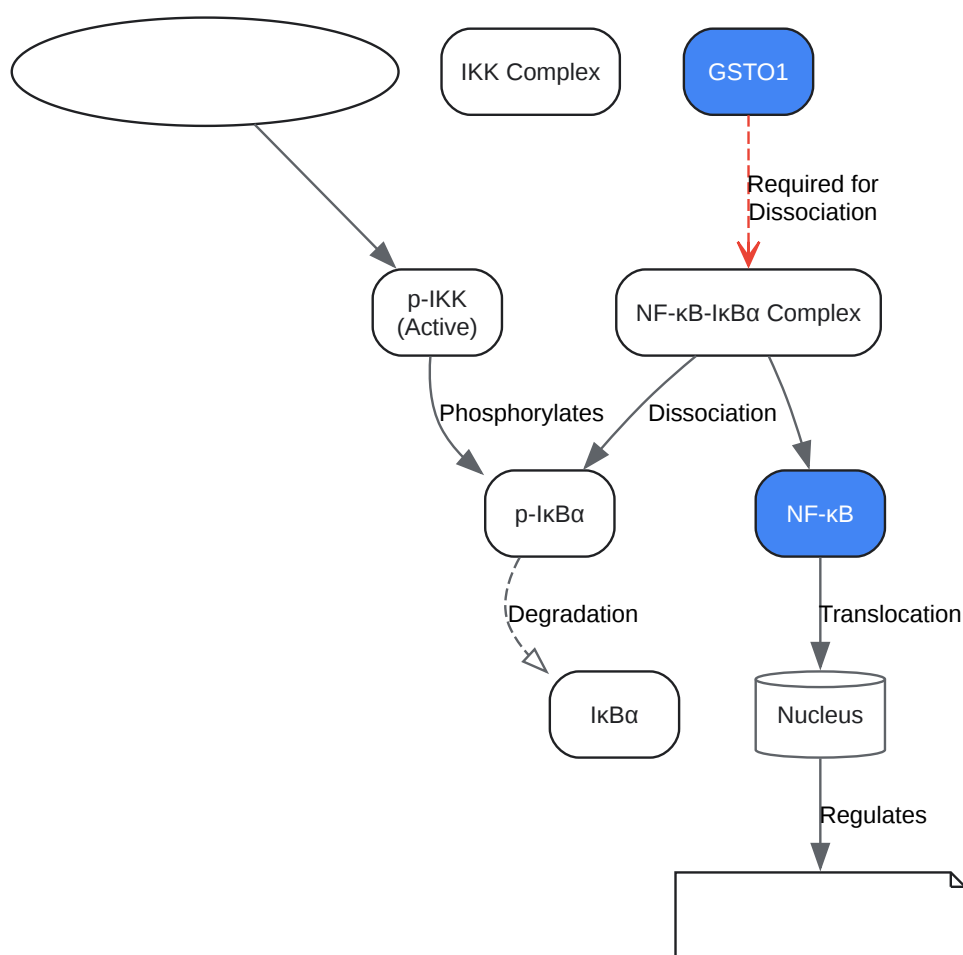 IKK Complex
GSTO1
Required for
Dissociation
p-IKK
(Active)
NF-κB-IκBα Complex
Phosphorylates
Dissociation
p-IκBα
NF-κB
Degradation
Translocation
IκBα
Nucleus
Regulates